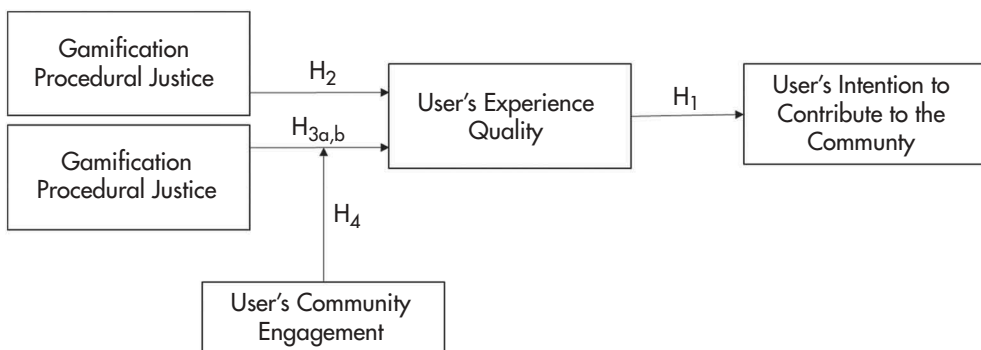 Gamification
Procedural Justice
H2
User's Experience
Quality
H1
User's Intention to
Contribute to the
Communty
Gamification
Procedural Justice
H3a,b
H4
User's Community
Engagement